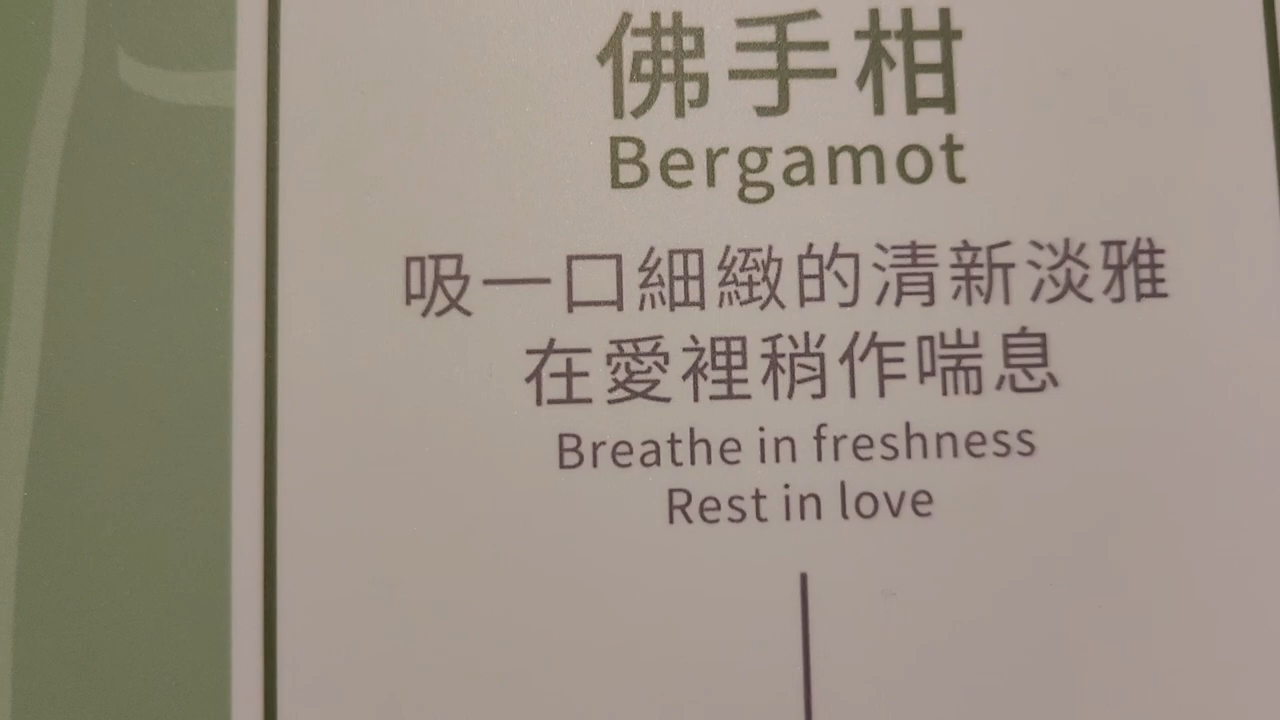 佛手柑
Bergamot
吸一口細緻的清新淡雅
在愛裡稍作喘息
Breathe in freshness
Rest in love